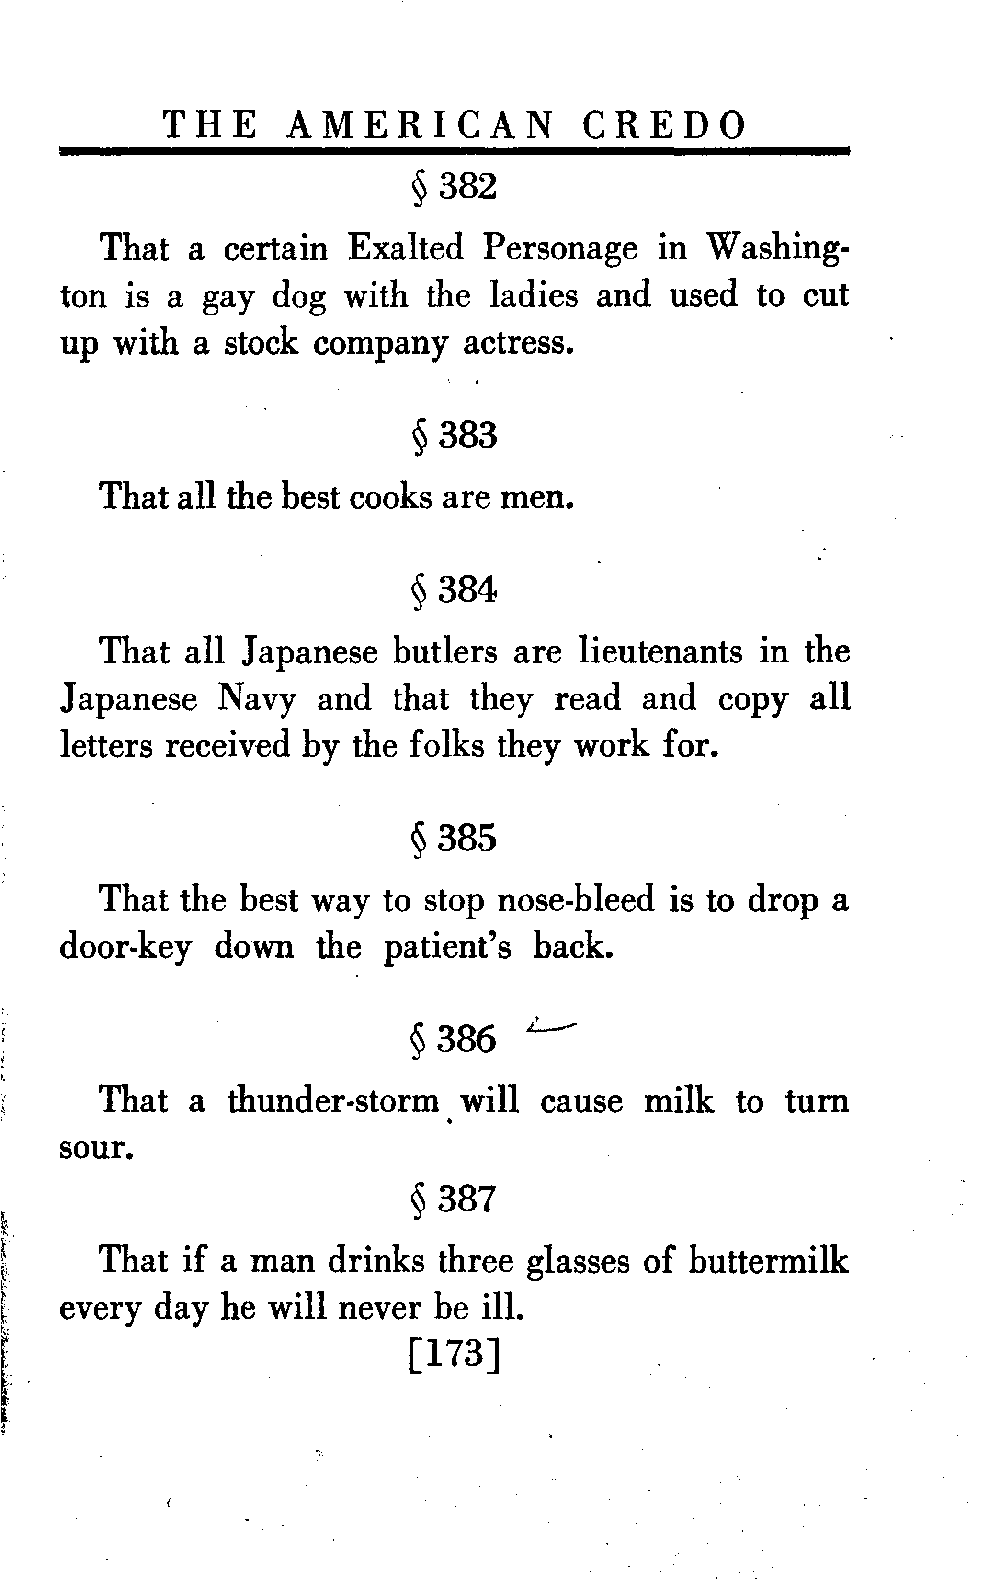 THE AMERICAN CREDO
§ 382
That a certain Exalted Personage in Washing-
ton is a gay dog with the ladies and used to cut
up with a stock company actress.
§ 383
That all the best cooks are men.
§ 384
That all Japanese butlers are lieutenants in the
Japanese Navy and that they read and copy all
letters received by the folks they work for.
§ 385
That the best way to stop nose-bleed is to drop a
door-key down the patient's back.
§ 386
That a thunder-storm will cause milk to turn
sour.
§ 387
That if a man drinks three glasses of buttermilk
every day he will never be ill.
[173]